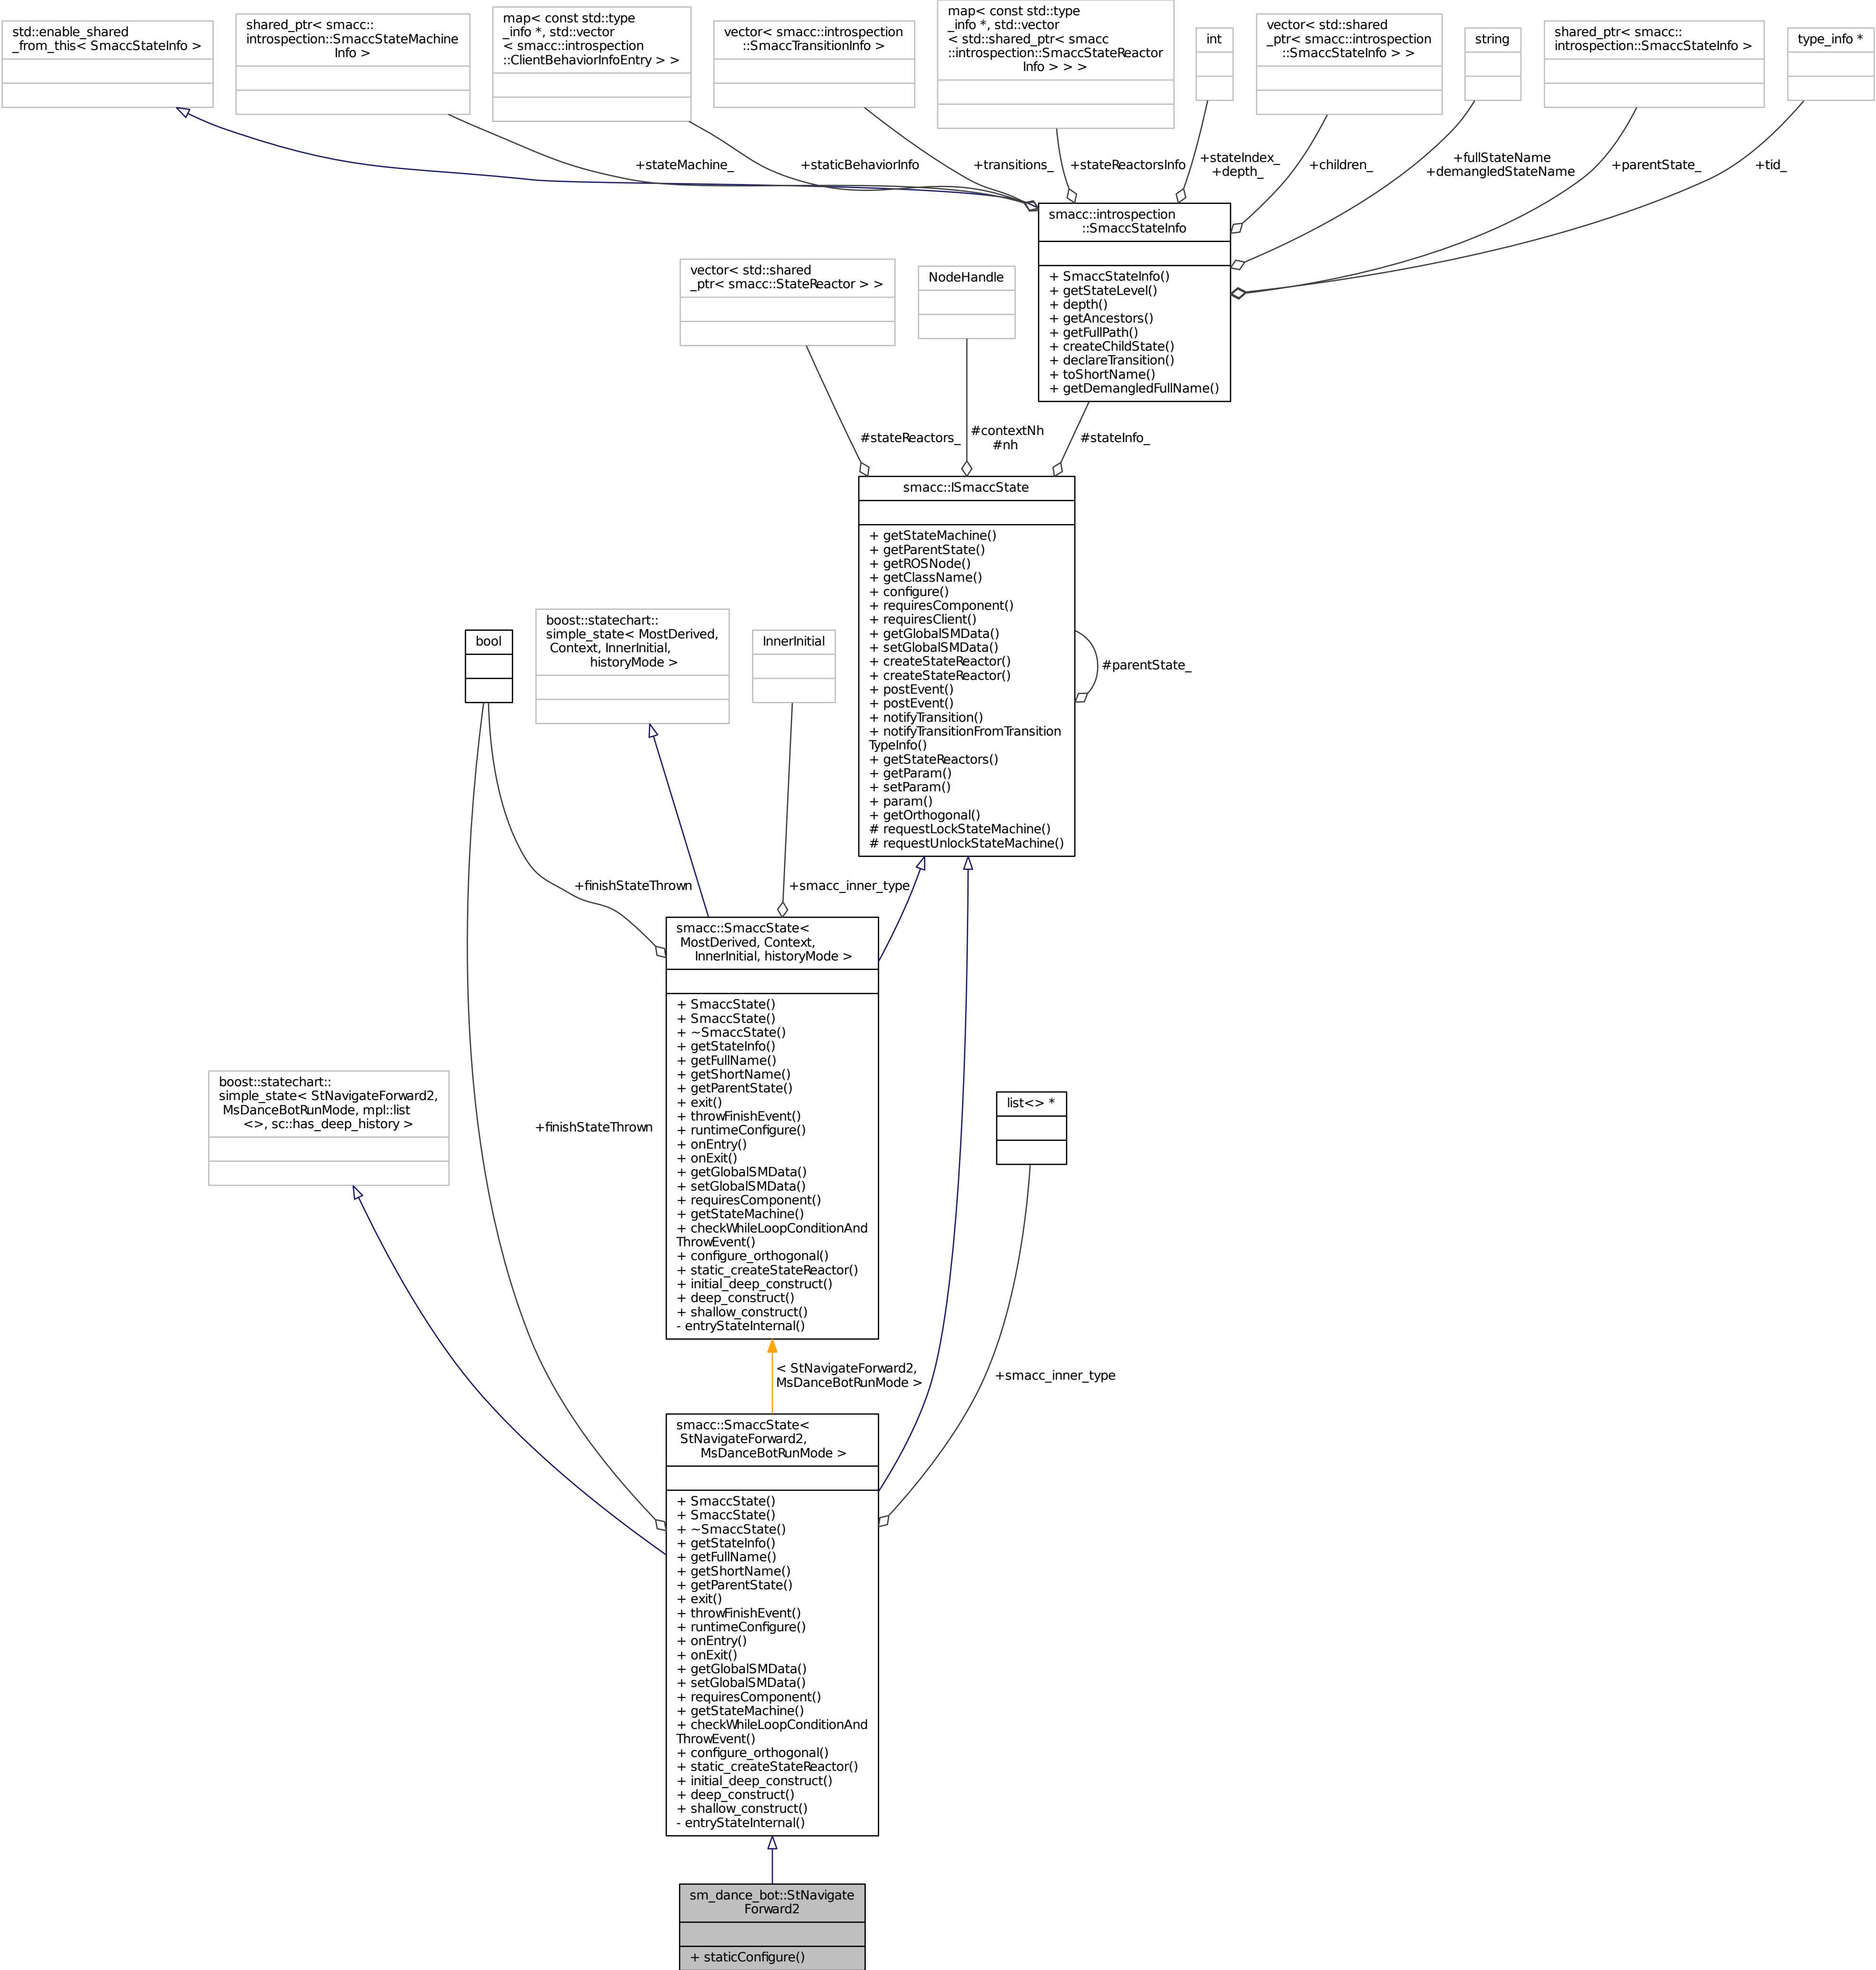 std::enable_shared
_from_this< SmaccStateInfo >
shared_ptr< smacc::
introspection::SmaccStateMachine
Info >
map< const std::type
_info *, std::vector
< smacc::introspection
::ClientBehaviorInfoEntry > >
vector< smacc::introspection
::SmaccTransitionInfo >
map< const std::type
_info *, std::vector
< std::shared_ptr< smacc
::introspection::SmaccStateReactor
Info > > >
int
vector< std::shared
_ptr< smacc::introspection
::SmaccStateInfo > >
string
shared_ptr< smacc::
introspection::SmaccStateInfo >
type_info *
+stateMachine_
+staticBehaviorInfo
+transitions_
+stateReactorsInfo
+stateIndex_
+depth_
+children_
+fullStateName
+demangledStateName
+parentState_
+tid_
smacc::introspection
::SmaccStateInfo
+ SmaccStateInfo()
+ getStateLevel()
+ depth()
+ getAncestors()
+ getFullPath()
+ createChildState()
+ declareTransition()
+ toShortName()
+ getDemangledFullName()
vector< std::shared
_ptr< smacc::StateReactor > >
NodeHandle
#stateReactors_
#contextNh
#nh
#stateInfo_
smacc::ISmaccState
+ getStateMachine()
+ getParentState()
+ getROSNode()
+ getClassName()
+ configure()
+ requiresComponent()
+ requiresClient()
+ getGlobalSMData()
+ setGlobalSMData()
+ createStateReactor()
+ createStateReactor()
+ postEvent()
+ postEvent()
+ notifyTransition()
+ notifyTransitionFromTransition
TypeInfo()
+ getStateReactors()
+ getParam()
+ setParam()
+ param()
+ getOrthogonal()
# requestLockStateMachine()
# requestUnlockStateMachine()
#parentState_
bool
boost::statechart::
simple_state< MostDerived,
Context, InnerInitial,
historyMode >
InnerInitial
+finishStateThrown
+smacc_inner_type
smacc::SmaccState<
MostDerived, Context,
InnerInitial, historyMode >
+ SmaccState()
+ SmaccState()
+ ~SmaccState()
+ getStateInfo()
+ getFullName()
+ getShortName()
+ getParentState()
+ exit()
+ throwFinishEvent()
+ runtimeConfigure()
+ onEntry()
+ onExit()
+ getGlobalSMData()
+ setGlobalSMData()
+ requiresComponent()
+ getStateMachine()
+ checkWhileLoopConditionAnd
ThrowEvent()
+ configure_orthogonal()
+ static_createStateReactor()
+ initial_deep_construct()
+ deep_construct()
+ shallow_construct()
- entryStateInternal()
boost::statechart::
simple_state< StNavigateForward2,
MsDanceBotRunMode, mpl::list
<>, sc::has_deep_history >
+finishStateThrown
list<> *
< StNavigateForward2,
MsDanceBotRunMode >
+smacc_inner_type
smacc::SmaccState<
StNavigateForward2,
MsDanceBotRunMode >
+ SmaccState()
+ SmaccState()
+ ~SmaccState()
+ getStateInfo()
+ getFullName()
+ getShortName()
+ getParentState()
+ exit()
+ throwFinishEvent()
+ runtimeConfigure()
+ onEntry()
+ onExit()
+ getGlobalSMData()
+ setGlobalSMData()
+ requiresComponent()
+ getStateMachine()
+ checkWhileLoopConditionAnd
ThrowEvent()
+ configure_orthogonal()
+ static_createStateReactor()
+ initial_deep_construct()
+ deep_construct()
+ shallow_construct()
- entryStateInternal()
sm_dance_bot::StNavigate
Forward2
+ staticConfigure()